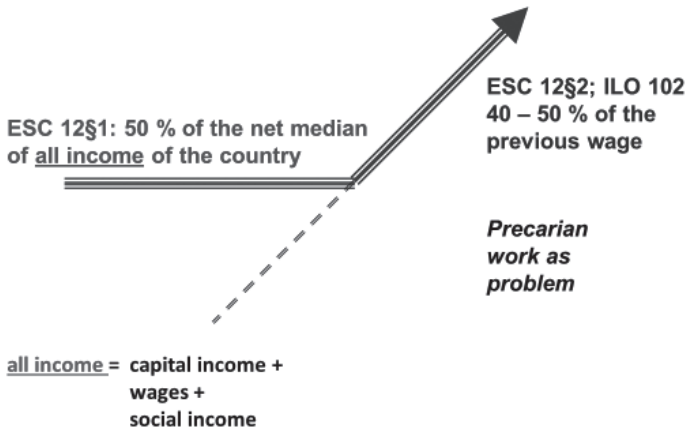 ESC 12§1: 50 % of the net median
of all income of the country
ESC 12§2; ILO 102
40 – 50 % of the
previous wage
Precarian
work as
problem
all income = capital income +
wages +
social income